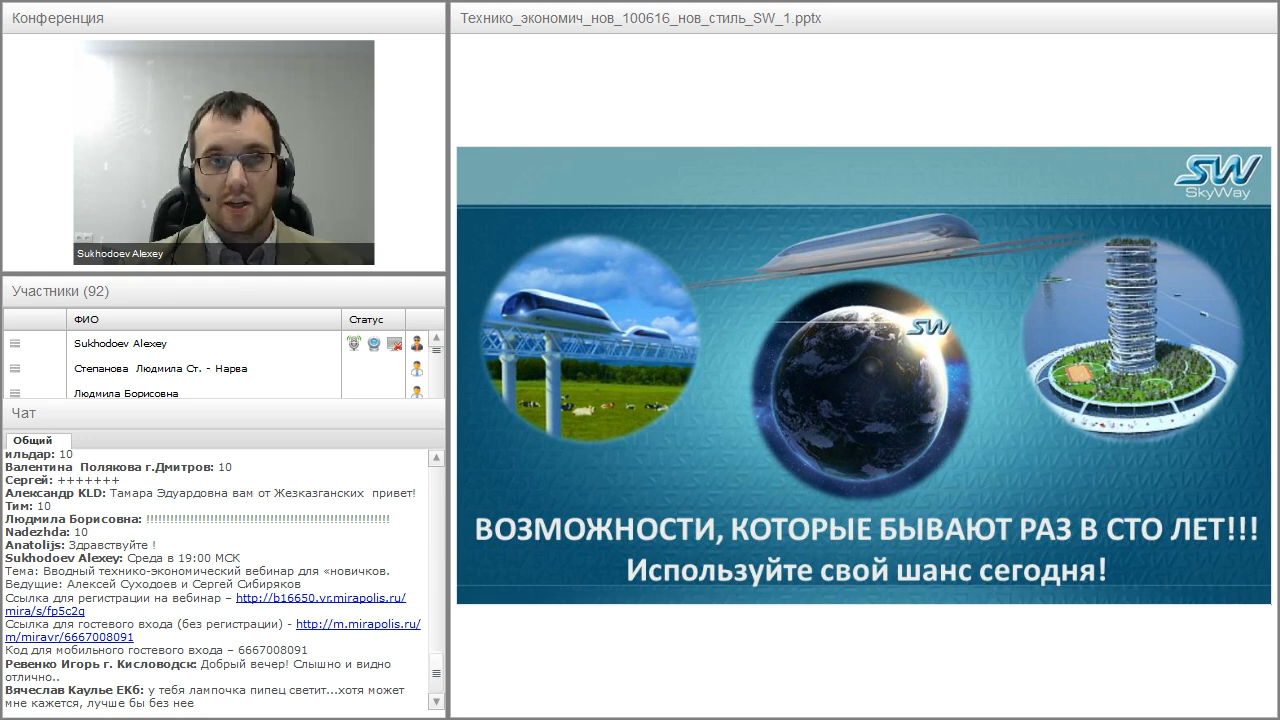 Конференция
Sukhodoev Alexey
Участники (92)
ФИО
Статус
Sukhodoev Alexey
Степанова Людмила Ст. - Нарва
Людмила Борисовна
Чат
Общий
ильдар: 10
Валентина Полякова г.Дмитров: 10
Сергей: +++++++
Александр KLD: Тамара Эдуардовна вам от Жезказганских привет!
Тим: 10
Людмила Борисовна: !!!!!!!!!!!!!!!!!!!!!!!!!!!!!!!!!!!!!!!!!!!!!!!!!!!!!!!!!!!!!
Nadezhda: 10
Anatolijs: Здравствуйте !
Sukhodoev Alexey: Среда в 19:00 МСК
Тема: Вводный технико-экономический вебинар для «новичков.
Ведущие: Алексей Суходоев и Сергей Сибиряков
Ссылка для регистрации на вебинар – http://b16650.vr.mirapolis.ru/
mira/s/fp5c2q
Ссылка для гостевого входа (без регистрации) - http://m.mirapolis.ru/
m/miravr/6667008091
Код для мобильного гостевого входа – 6667008091
Ревенко Игорь г. Кисловодск: Добрый вечер! Слышно и видно
отлично..
Вячеслав Каулье ЕКб: у тебя лампочка пипец светит...хотя может
мне кажется, лучше бы без нее
Технико_экономич_нов_100616_нов_стиль_SW_1.pptx
SW
SkyWay
SW
ВОЗМОЖНОСТИ, КОТОРЫЕ БЫВАЮТ РАЗ В СТО ЛЕТ!!!
Используйте свой шанс сегодня!